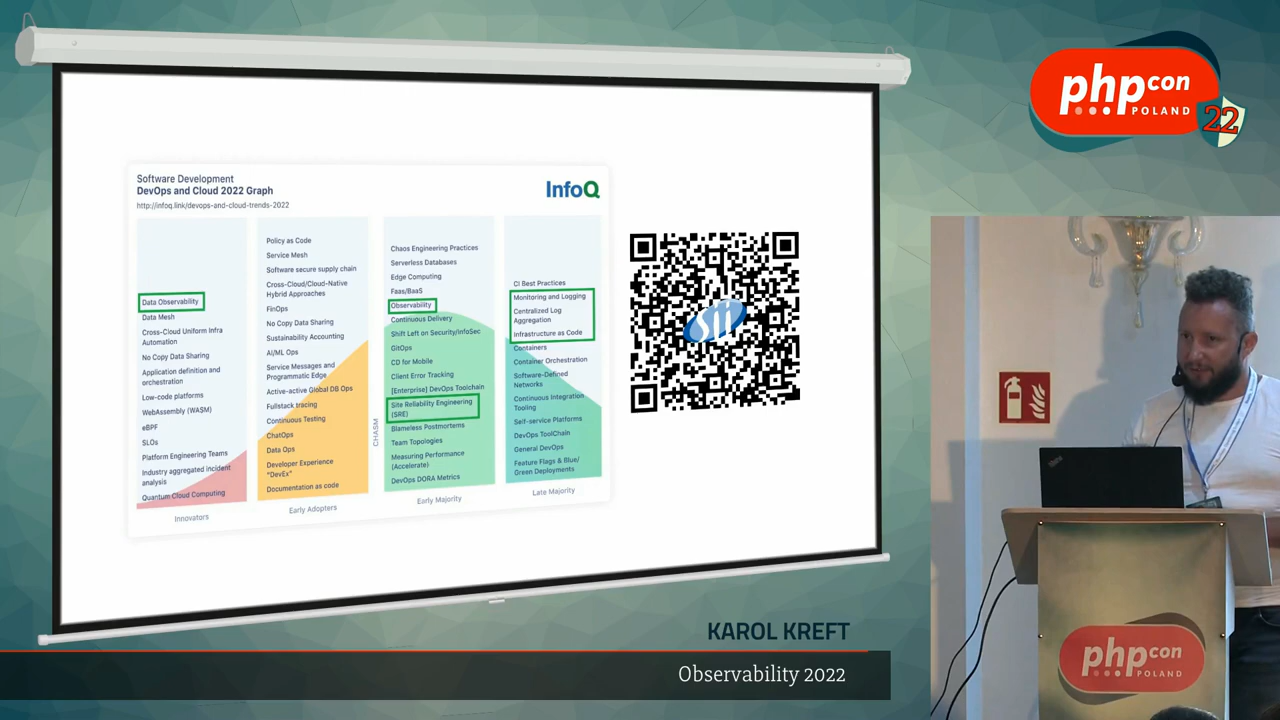 Software Development
DevOps and Cloud 2022 Graph
http://infoq.link/devops-and-cloud-trends-2022
InfoQ
Data Observability
Data Mesh
Cross-Cloud Uniform Infra
Automation
No Copy Data Sharing
Application definition and
orchestration
Low-code platforms
WebAssembly (WASM)
eBPF
SLOs
Platform Engineering Teams
Industry aggregated incident
analysis
Quantum Cloud Computing
Innovators
Policy as Code
Service Mesh
Software secure supply chain
Cross-Cloud/Cloud-Native
Hybrid Approaches
FinOps
No Copy Data Sharing
Sustainability Accounting
AI/ML Ops
Service Messages and
Programmatic Edge
Active-active Global DB Ops
Fullstack tracing
Continuous Testing
ChatOps
Data Ops
Developer Experience
"DevEx"
Documentation as code
Early Adopters
CHASM
Chaos Engineering Practices
Serverless Databases
Edge Computing
Faas/BaaS
Observability
Continuous Delivery
Shift Left on Security/InfoSec
GitOps
CD for Mobile
Client Error Tracking
[Enterprise] DevOps Toolchain
Site Reliability Engineering
(SRE)
Blameless Postmortems
Team Topologies
Measuring Performance
(Accelerate)
DevOps DORA Metrics
Early Majority
CI Best Practices
Monitoring and Logging
Centralized Log
Aggregation
Infrastructure as Code
Containers
Container Orchestration
Software-Defined
Networks
Continuous Integration
Tooling
Self-service Platforms
DevOps ToolChain
General DevOps
Feature Flags & Blue/
Green Deployments
Late Majority
stx
KAROL KREFT
Observability 2022
phpcon
POLAND
22
phpcon
POLAND